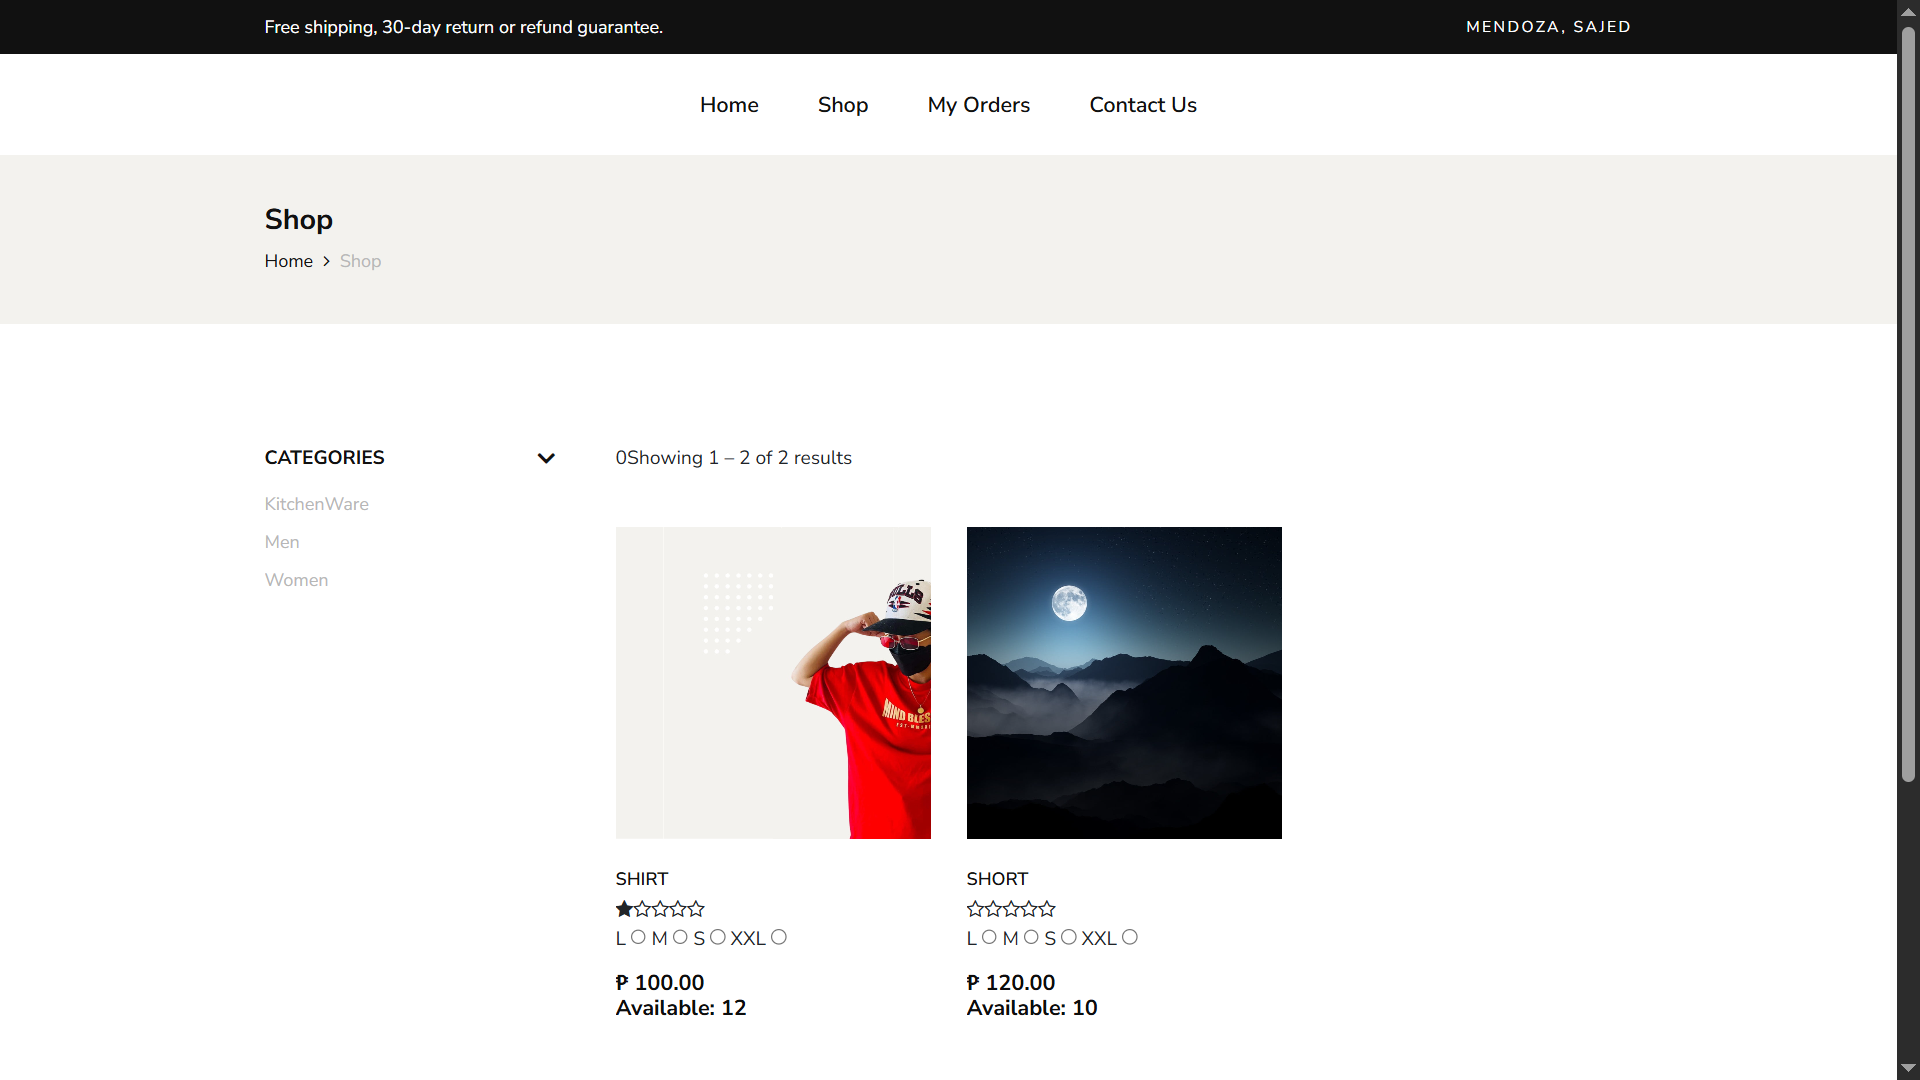 Free shipping, 30-day return or refund guarantee.
MENDOZA, SAJED
Home Shop My Orders Contact Us
Shop
Home > Shop
CATEGORIES
KitchenWare
Men
Women
0Showing 1 – 2 of 2 results
SHIRT
L M S XXL
₱ 100.00
Available: 12
SHORT
L M S XXL
₱ 120.00
Available: 10